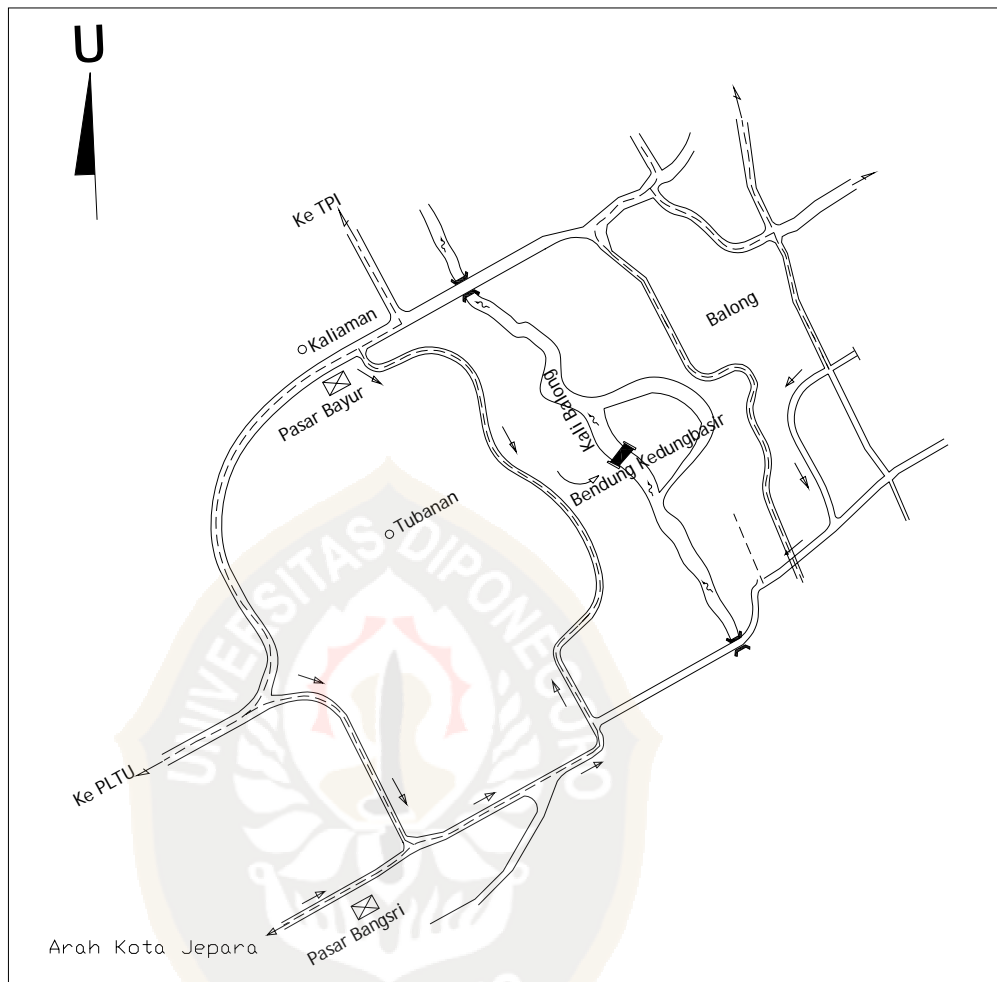 U
Ke TPI
Kaliaman
Balong
Pasar Bayur
Kali Balong
Bendung Kedungbasir
Tubanan
UNIVERSITAS DIPONEGORO
Ke PLTU
Pasar Bangsri
Arah Kota Jepara